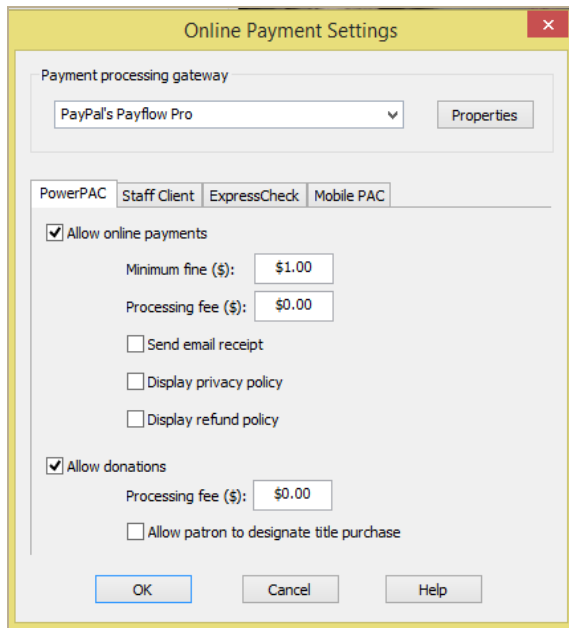 Online Payment Settings
Payment processing gateway
PayPal's Payflow Pro
Properties
PowerPAC Staff Client ExpressCheck Mobile PAC
Allow online payments
Minimum fine ($): $1.00
Processing fee ($): $0.00
Send email receipt
Display privacy policy
Display refund policy
Allow donations
Processing fee ($): $0.00
Allow patron to designate title purchase
OK Cancel Help